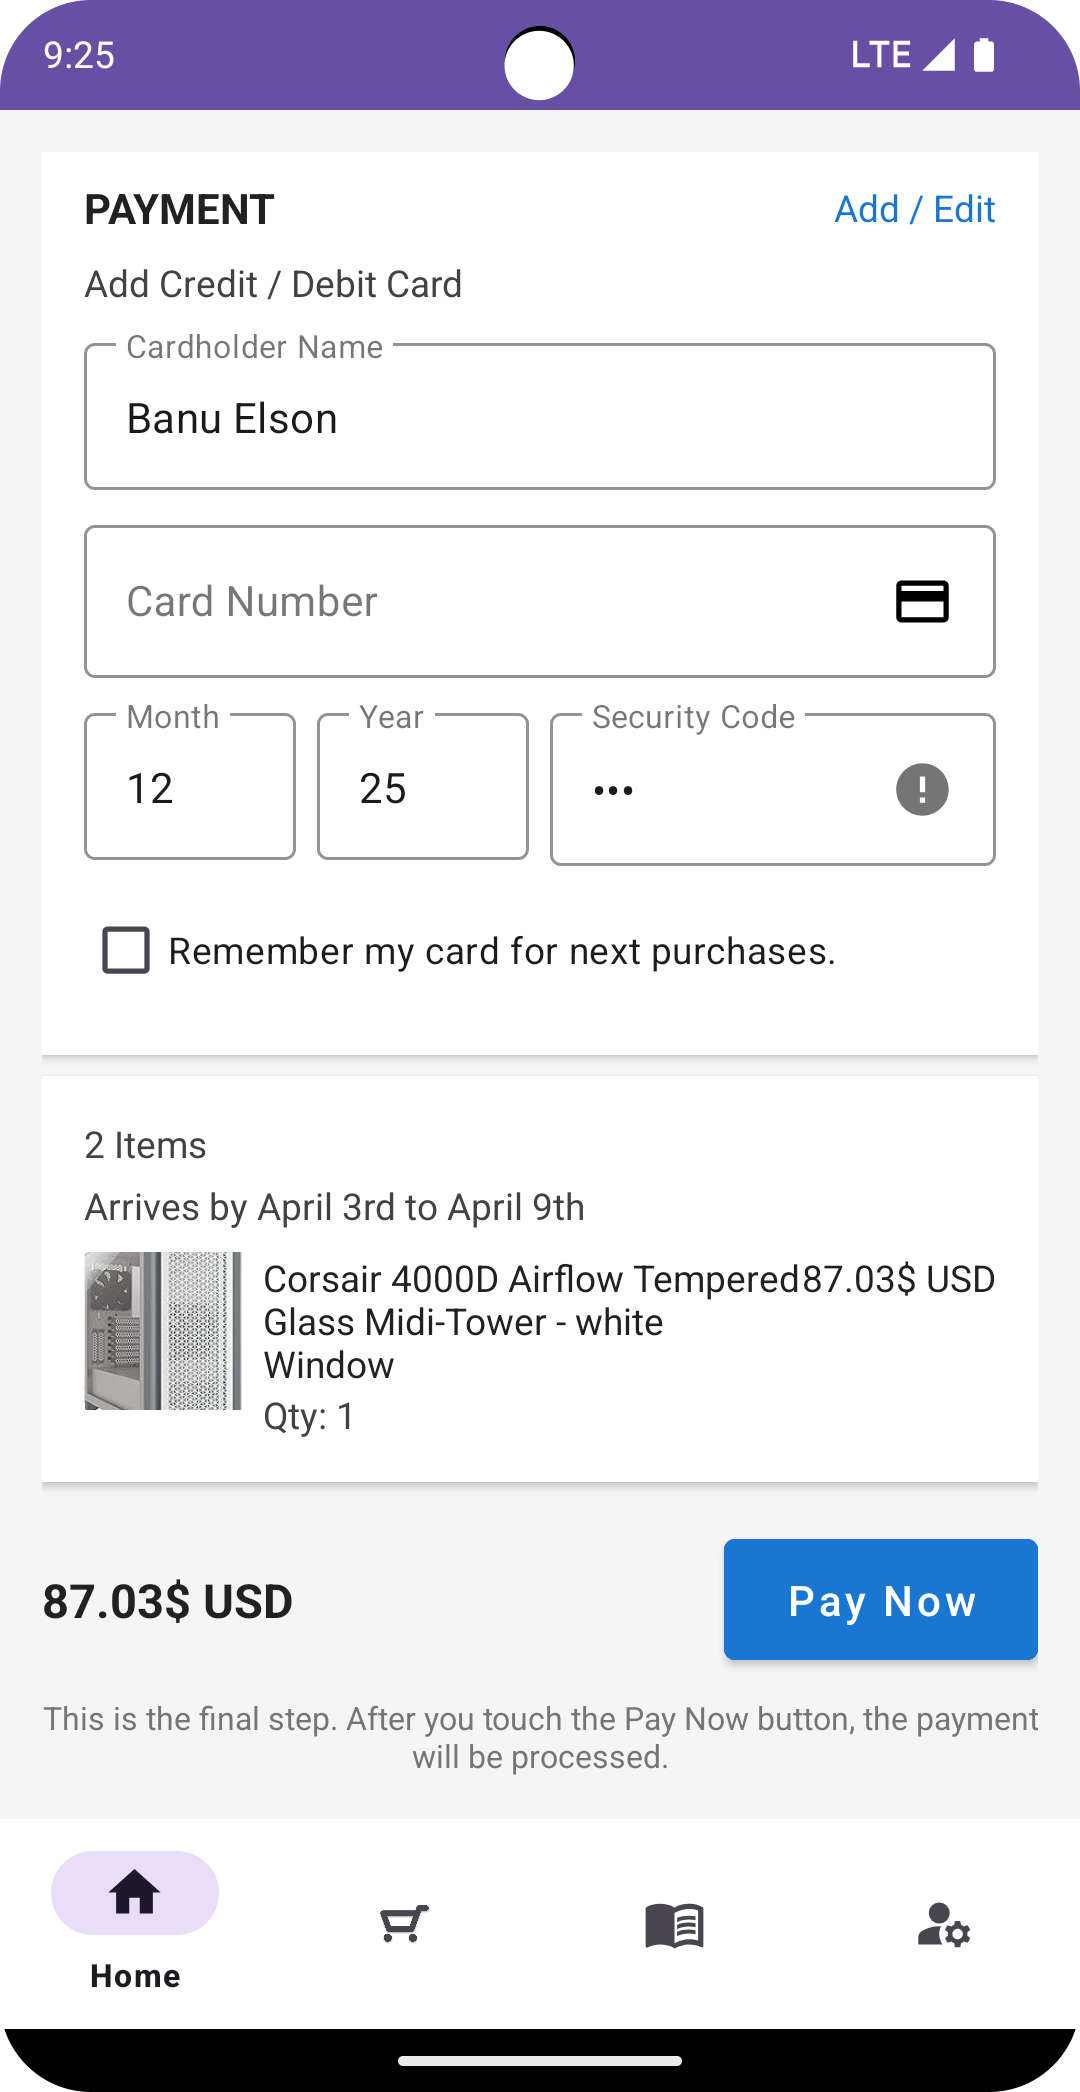 9:25
LTE
PAYMENT
Add / Edit
Add Credit / Debit Card
Cardholder Name
Banu Elson
Card Number
Month
Year
Security Code
12
25
•••
Remember my card for next purchases.
2 Items
Arrives by April 3rd to April 9th
Corsair 4000D Airflow Tempered
87.03$ USD
Glass Midi-Tower - white
Window
Qty: 1
87.03$ USD
Pay Now
This is the final step. After you touch the Pay Now button, the payment
will be processed.
Home